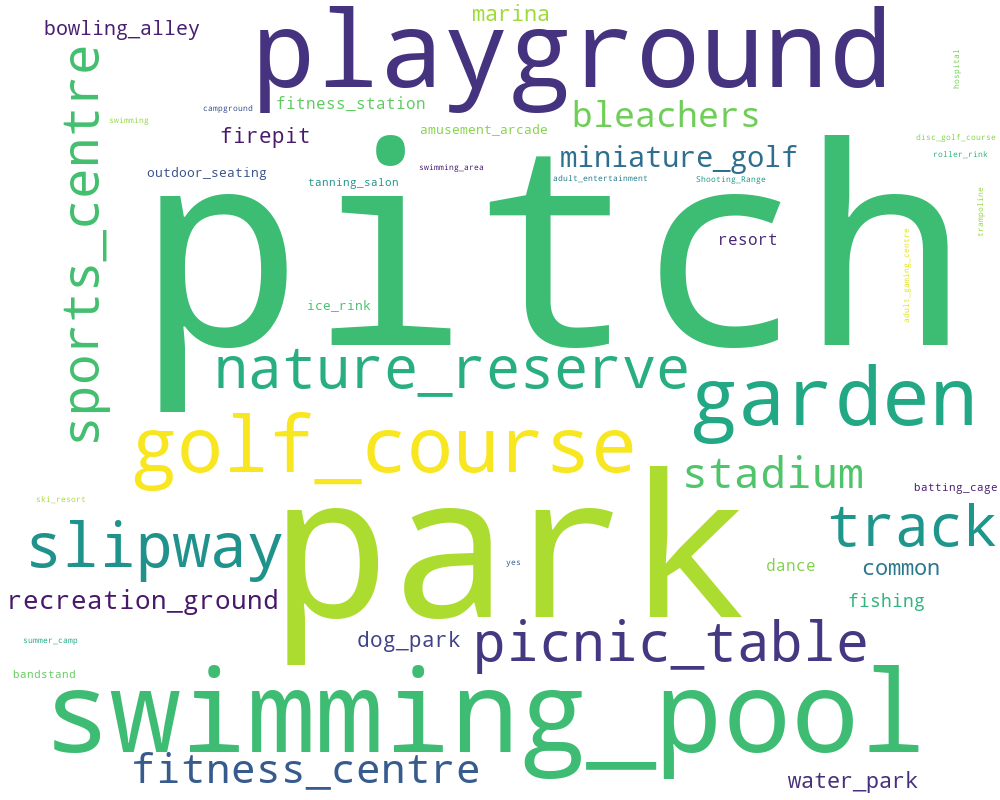 marina
bowling_alley
playground
sports_centre
hospital
campground
fitness_station
bleachers
swimming
firepit
amusement_arcade
disc_golf_course
miniature_golf
roller_rink
swimming_area
outdoor_seating
tanning_salon
adult_entertainment
Shooting_Range
trampoline
pitch
resort
adult_gaming_centre
ice_rink
nature_reserve
garden
golf_course
stadium
batting_cage
ski_resort
park
track
slipway
yes
dance
common
recreation_ground
fishing
summer_camp
dog_park
picnic_table
bandstand
swimming_pool
fitness_centre
water_park